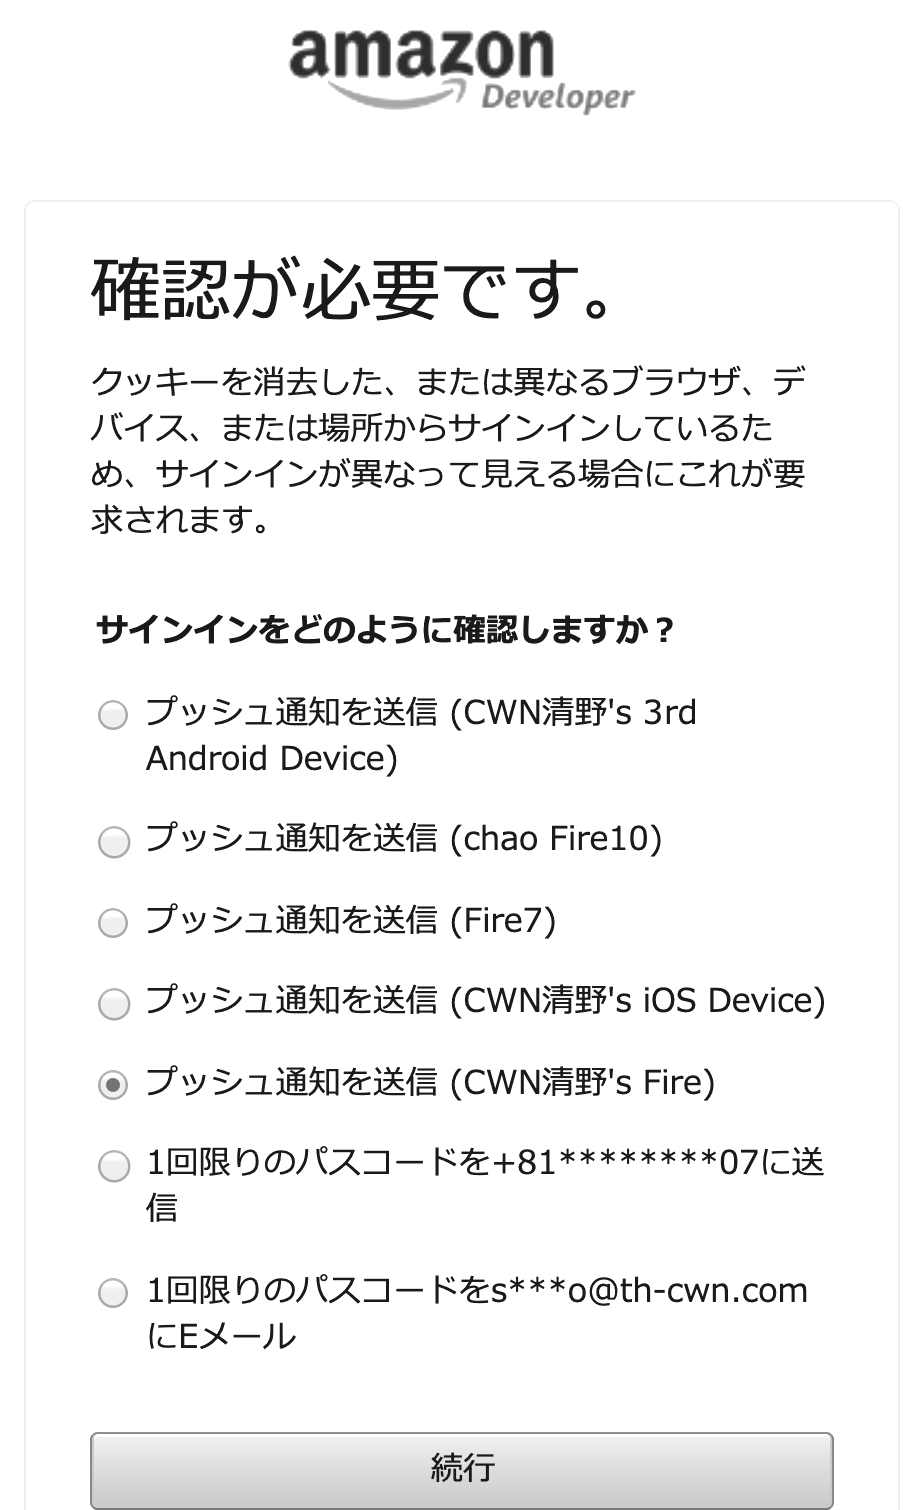 amazon
Developer
確認が必要です。
クッキーを消去した、または異なるブラウザ、デ
バイス、または場所からサインインしているた
め、サインインが異なって見える場合にこれが要
求されます。
サインインをどのように確認しますか？
プッシュ通知を送信 (CWN清野's 3rd
Android Device)
プッシュ通知を送信 (chao Fire10)
プッシュ通知を送信 (Fire7)
プッシュ通知を送信 (CWN清野's iOS Device)
プッシュ通知を送信 (CWN清野's Fire)
1回限りのパスコードを+81********07に送
信
1回限りのパスコードをs***o@th-cwn.com
にEメール
続行